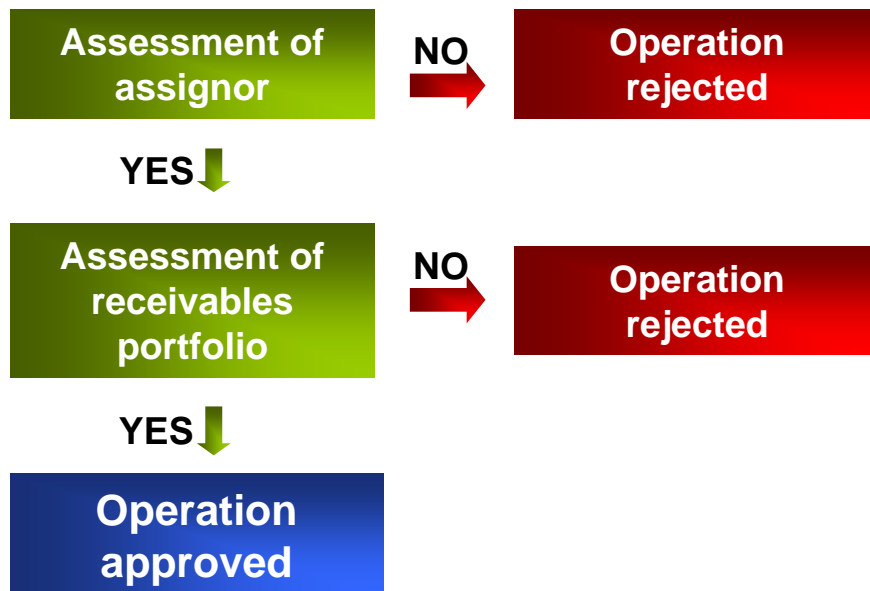 Assessment of
assignor
NO
Operation
rejected
YES
Assessment of
receivables
portfolio
NO
Operation
rejected
YES
Operation
approved